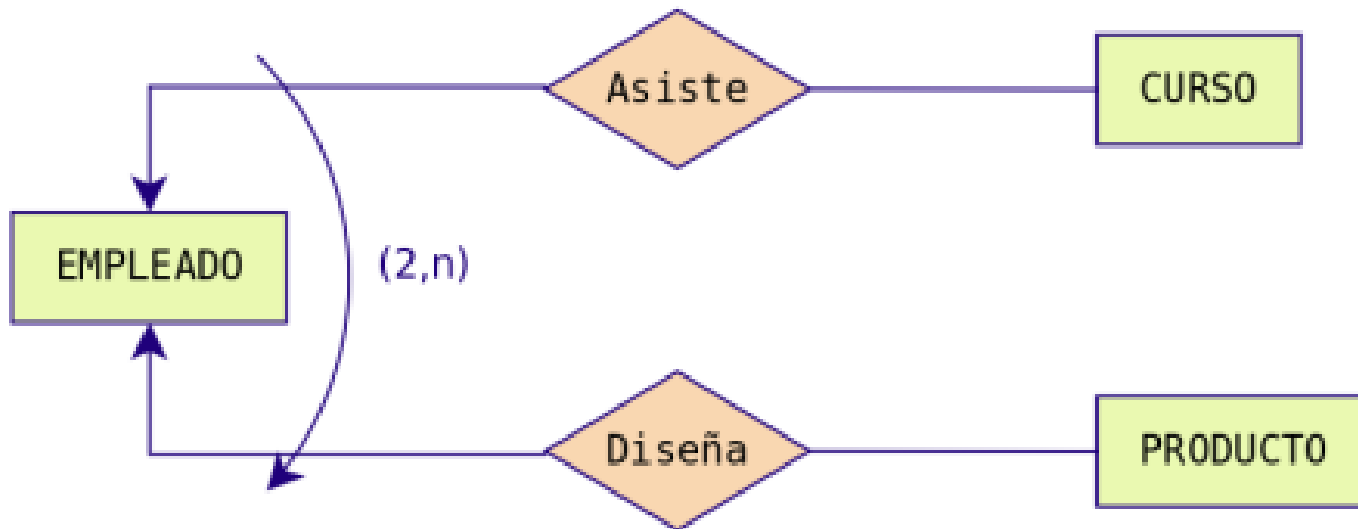 Asiste
CURSO
EMPLEADO
(2,n)
Diseña
PRODUCTO